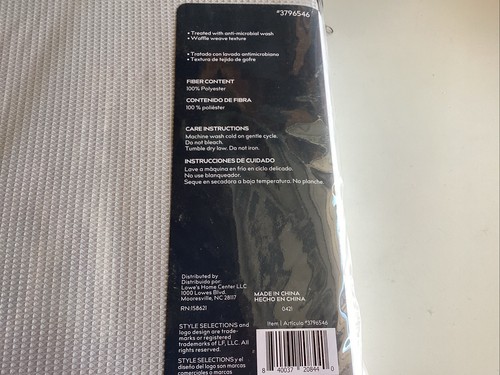 #3796546
• Treated with anti-microbial wash
• Waffle weave texture
• Tratado con lavado antimicrobiano
• Textura de tejido de gofre
FIBER CONTENT
100% Polyester
CONTENIDO DE FIBRA
100 % poliéster
CARE INSTRUCTIONS
Machine wash cold on gentle cycle.
Do not bleach.
Tumble dry low. Do not iron.
INSTRUCCIONES DE CUIDADO
Lave a máquina en frío en ciclo delicado.
No use blanqueador.
Seque en secadora a baja temperatura. No planche.
Distributed by
Distribuido por:
Lowe's Home Center LLC
1000 Lowes Blvd.
Mooresville, NC 28117
RN:158621
MADE IN CHINA
HECHO EN CHINA
0421
Item | Artículo #3796546
STYLE SELECTIONS and
logo design are trade-
marks or registered
trademarks of LF, LLC. All
rights reserved.
STYLE SELECTIONS y el
diseño del logo son marcas
comerciales o marcas
8 40037 20844 0